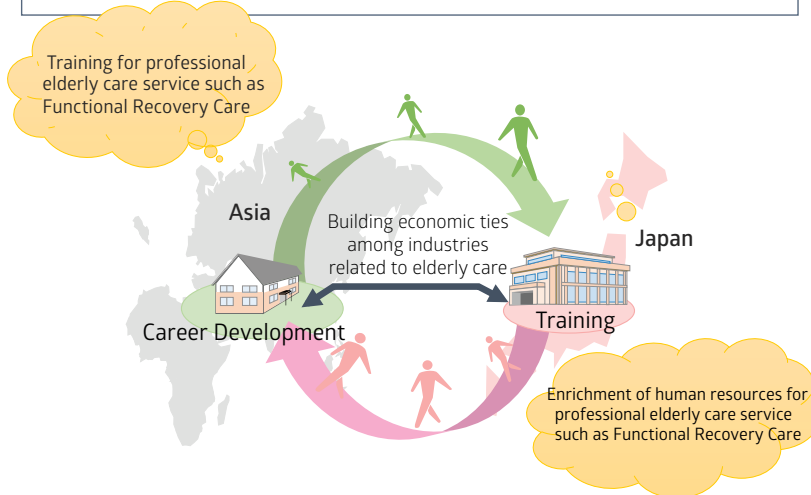 Training for professional
elderly care service such as
Functional Recovery Care
Asia
Building economic ties
among industries
related to elderly care
Japan
Career Development
Training
Enrichment of human resources for
professional elderly care service
such as Functional Recovery Care